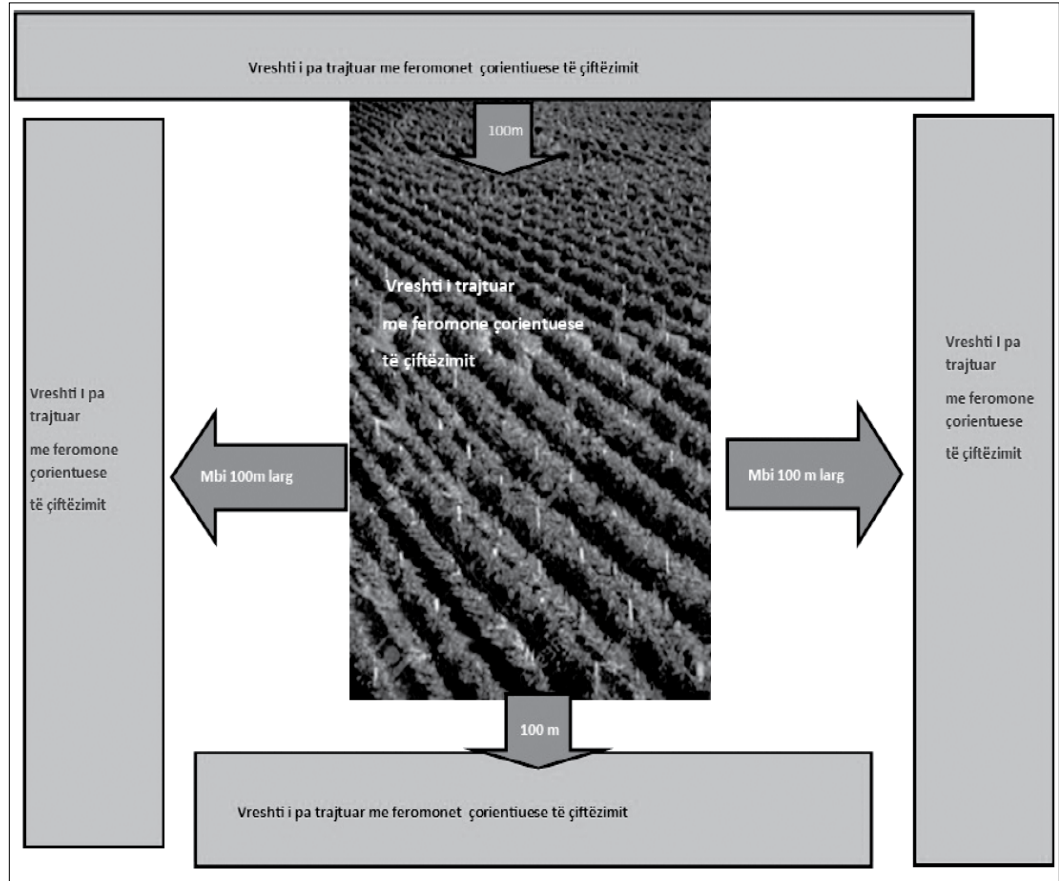 Vreshti i pa trajtuar me feromonet çorientiuese të çiftëzimit
100m
Vreshti i trajtuar
me feromone çorientuese
të çiftëzimit
Vreshti I pa
trajtuar
me feromone
çorientuese
të çiftëzimit
Mbi 100m larg
Mbi 100 m larg
Vreshti I pa
trajtuar
me feromone
çorientuese
të çiftëzimit
100 m
Vreshti i pa trajtuar me feromonet çorientiuese të çiftëzimit